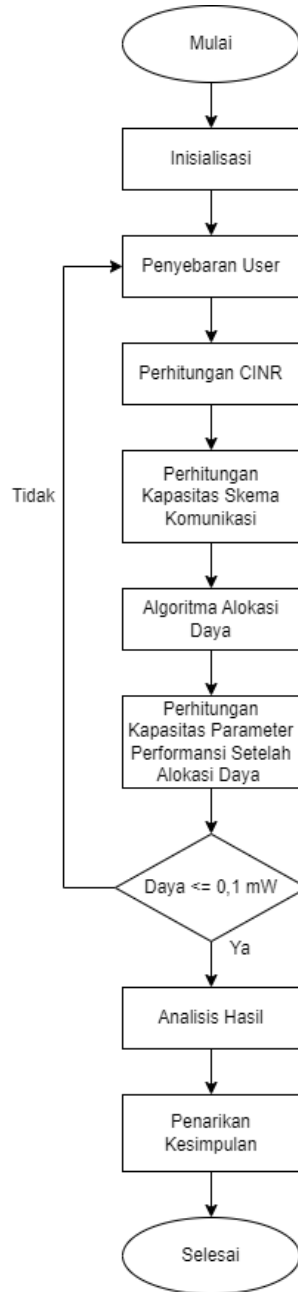 Mulai
Inisialisasi
Penyebaran User
Perhitungan CINR
Tidak
Perhitungan
Kapasitas Skema
Komunikasi
Algoritma Alokasi
Daya
Perhitungan
Kapasitas Parameter
Performansi Setelah
Alokasi Daya
Daya <= 0,1 mW
Ya
Analisis Hasil
Penarikan
Kesimpulan
Selesai